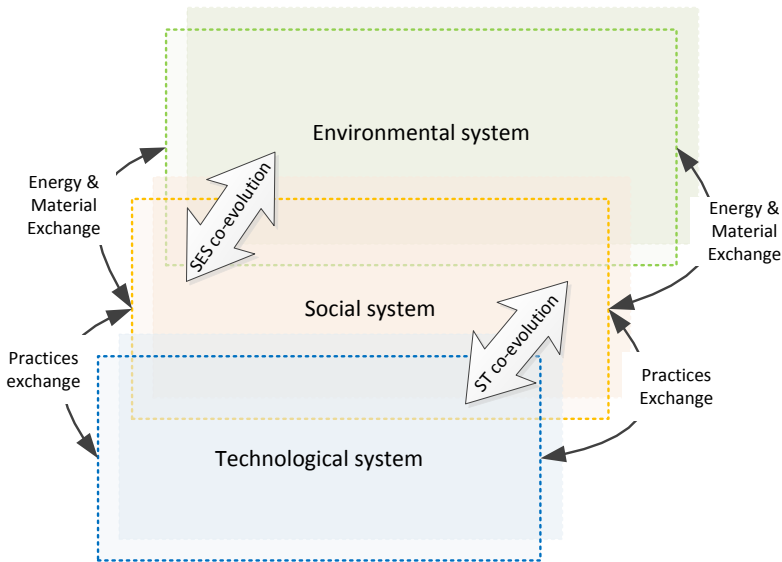 Environmental system
Energy &
Material
Exchange
SES co-evolution
Energy &
Material
Exchange
Social system
ST co-evolution
Practices
exchange
Practices
Exchange
Technological system